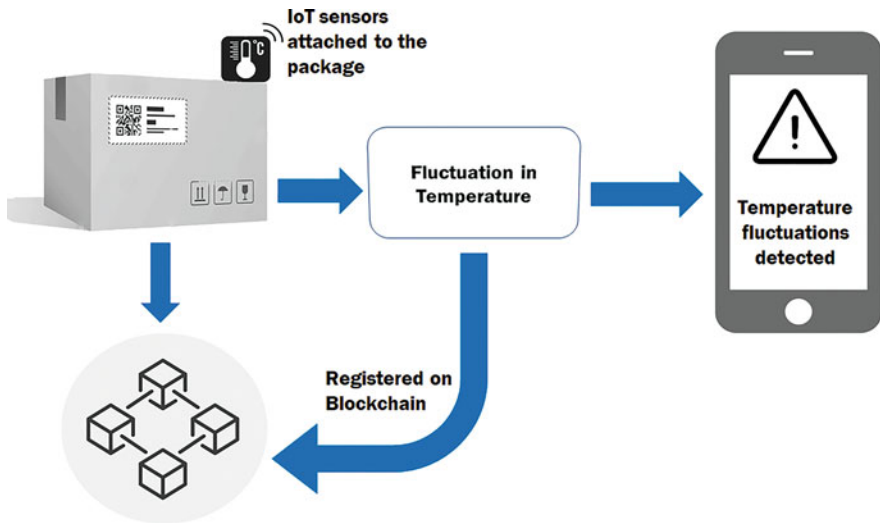 IoT sensors
attached to the
package
°C
Fluctuation in
Temperature
!
Temperature
fluctuations
detected
Registered on
Blockchain